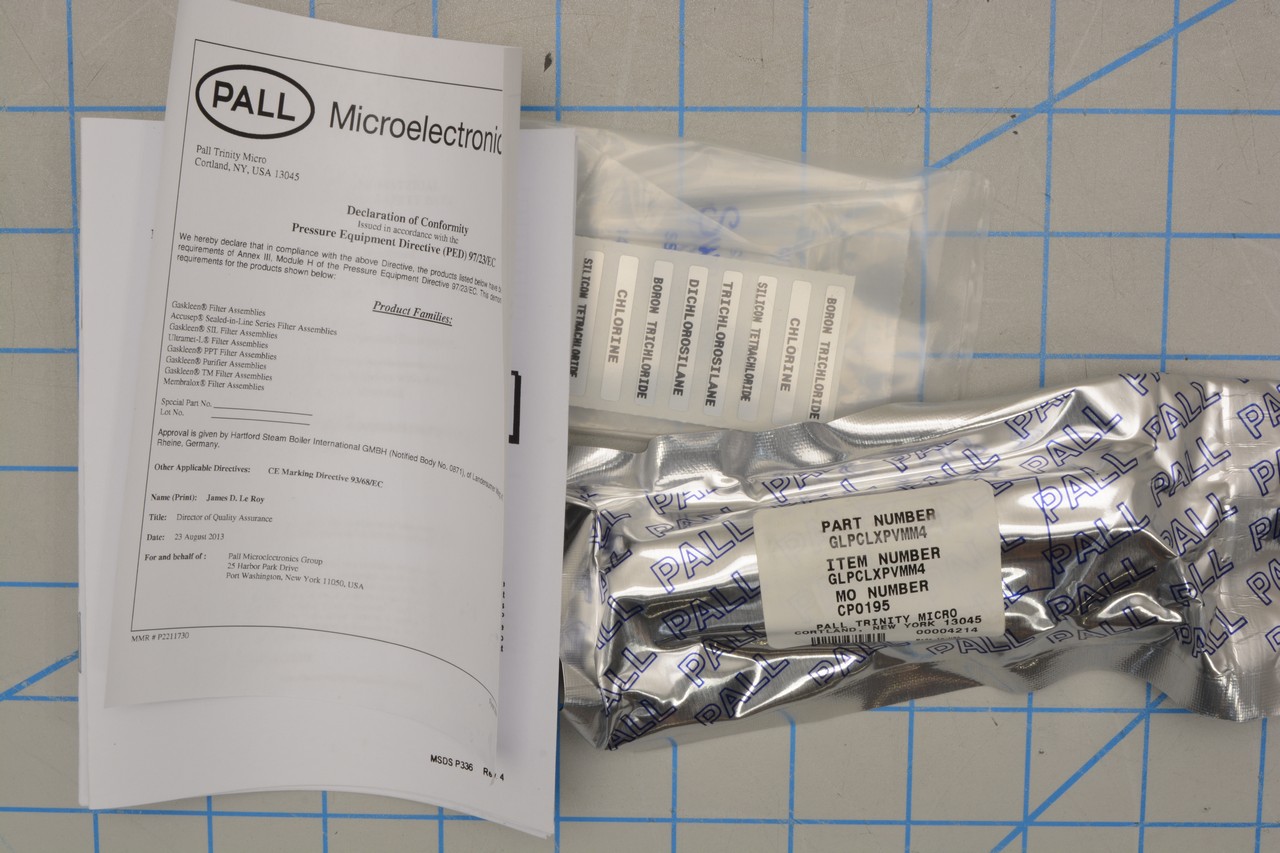 PALL Microelectronic
Pall Trinity Micro
Cortland, NY, USA 13045
Declaration of Conformity
Issued in accordance with the
Pressure Equipment Directive (PED) 97/23/EC
We hereby declare that in compliance with the above Directive, the products listed below have
requirements of Annex III, Module H of the Pressure Equipment Directive 97/23/EC. This
requirements for the products shown below:
Product Families:
Gaskleen® Filter Assemblies
Accusep® Sealed-in-Line Series Filter Assemblies
Gaskleen® SIL Filter Assemblies
Ultramet-L® Filter Assemblies
Gaskleen® PPT Filter Assemblies
Gaskleen® Purifier Assemblies
Gaskleen® TM Filter Assemblies
Membralox® Filter Assemblies
Special Part No.
Lot No.
Approval is given by Hartford Steam Boiler International GMBH (Notified Body No. 0871), of
Rheine, Germany.
Other Applicable Directives: CE Marking Directive 93/68/EC
Name (Print): James D. Le Roy
Title: Director of Quality Assurance
Date: 23 August 2013
For and behalf of : Pall Microelectronics Group
25 Harbor Park Drive
Port Washington, New York 11050, USA
MMR # P2211730
MSDS P336 Rev 4
SILICON TETRACHLORIDE
CHLORINE
BORON TRICHLORIDE
DICHLOROSILANE
TRICHLOROSILANE
SILICON TETRACHLORIDE
CHLORINE
BORON TRICHLORIDE
PALL PALL PALL PALL PALL
PART NUMBER
GLPCLXPVMM4
ITEM NUMBER
GLPCLXPVMM4
MO NUMBER
CP0195
PALL TRINITY MICRO
CORTLAND, NEW YORK 13045
00004214